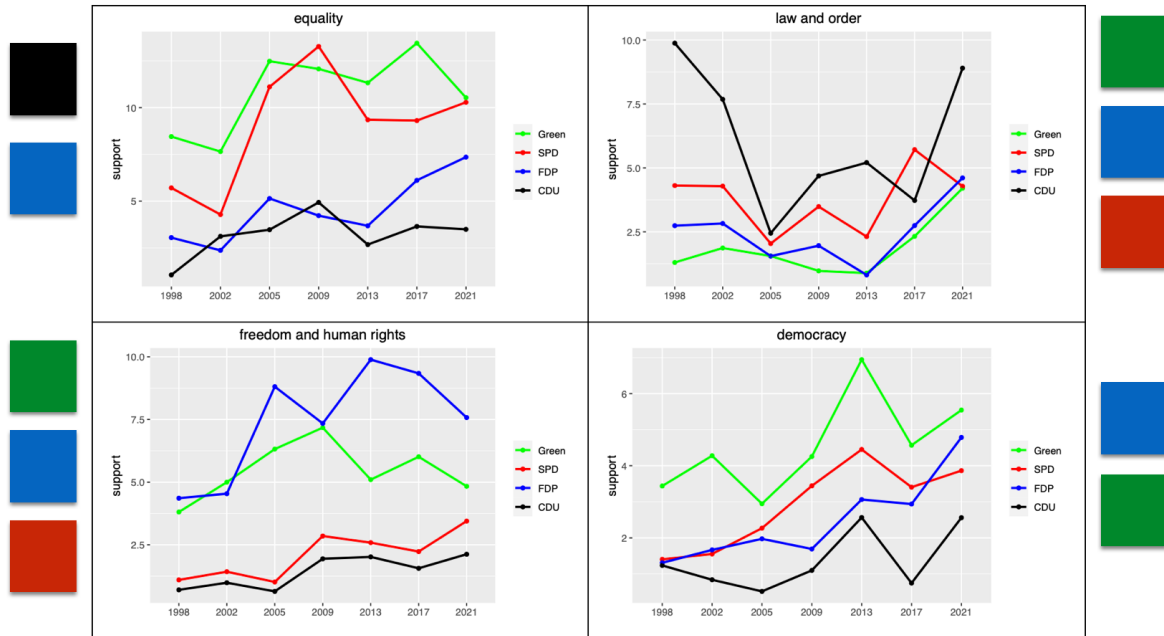 equality
support
10
5
1998 2002 2005 2009 2013 2017 2021
Green
SPD
FDP
CDU
law and order
support
10.0
7.5
5.0
2.5
1998 2002 2005 2009 2013 2017 2021
Green
SPD
FDP
CDU
freedom and human rights
support
10.0
7.5
5.0
2.5
1998 2002 2005 2009 2013 2017 2021
Green
SPD
FDP
CDU
democracy
support
6
4
2
1998 2002 2005 2009 2013 2017 2021
Green
SPD
FDP
CDU